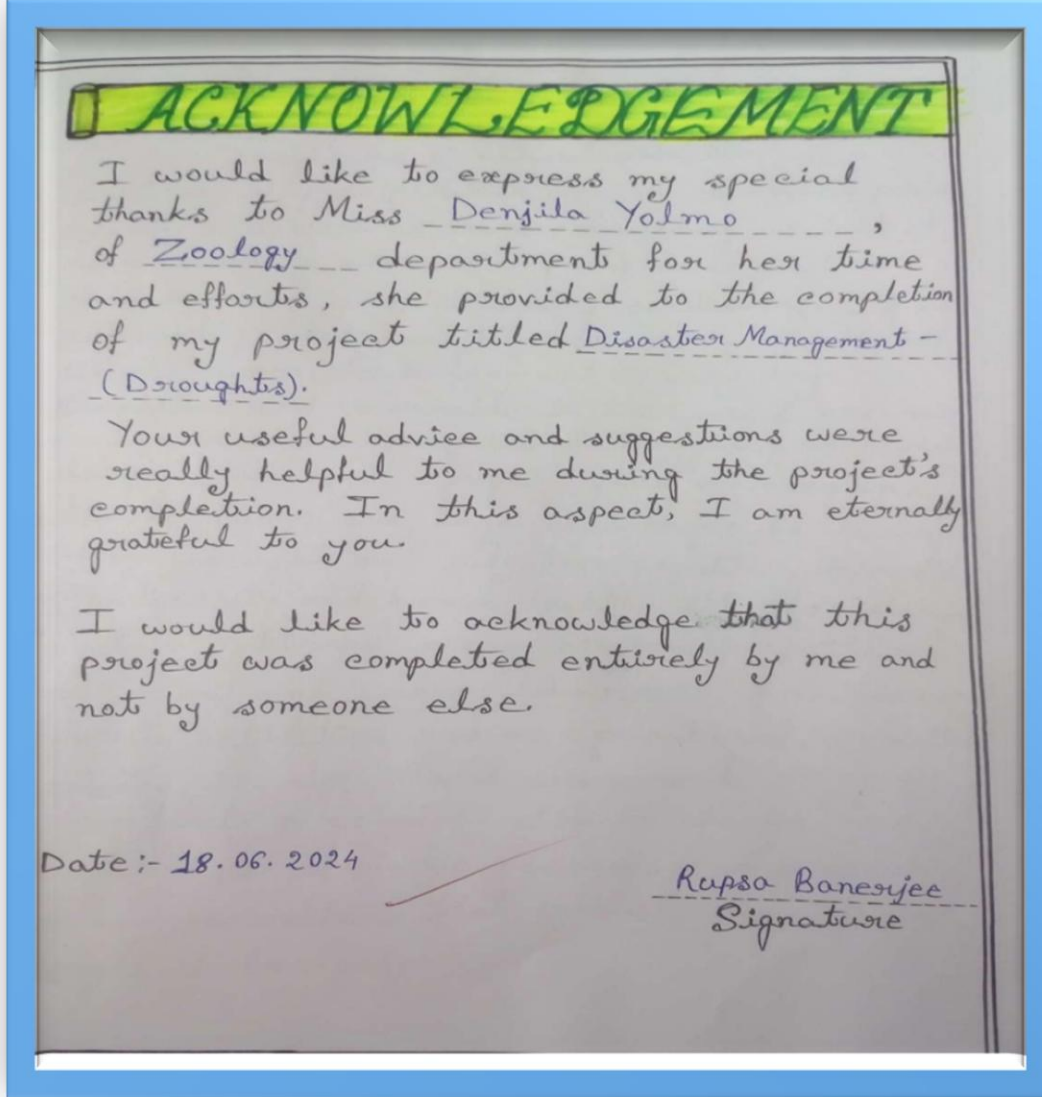 ACKNOWLEDGEMENT
I would like to express my special
thanks to Miss Denjila Yolmo,
of Zoology department for her time
and efforts, she provided to the completion
of my project titled Disaster Management -
(Droughts).
Your useful advice and suggestions were
really helpful to me during the project's
completion. In this aspect, I am eternally
grateful to you.
I would like to acknowledge that this
project was completed entirely by me and
not by someone else.
Date :- 18.06.2024
Rupsa Banerjee
Signature